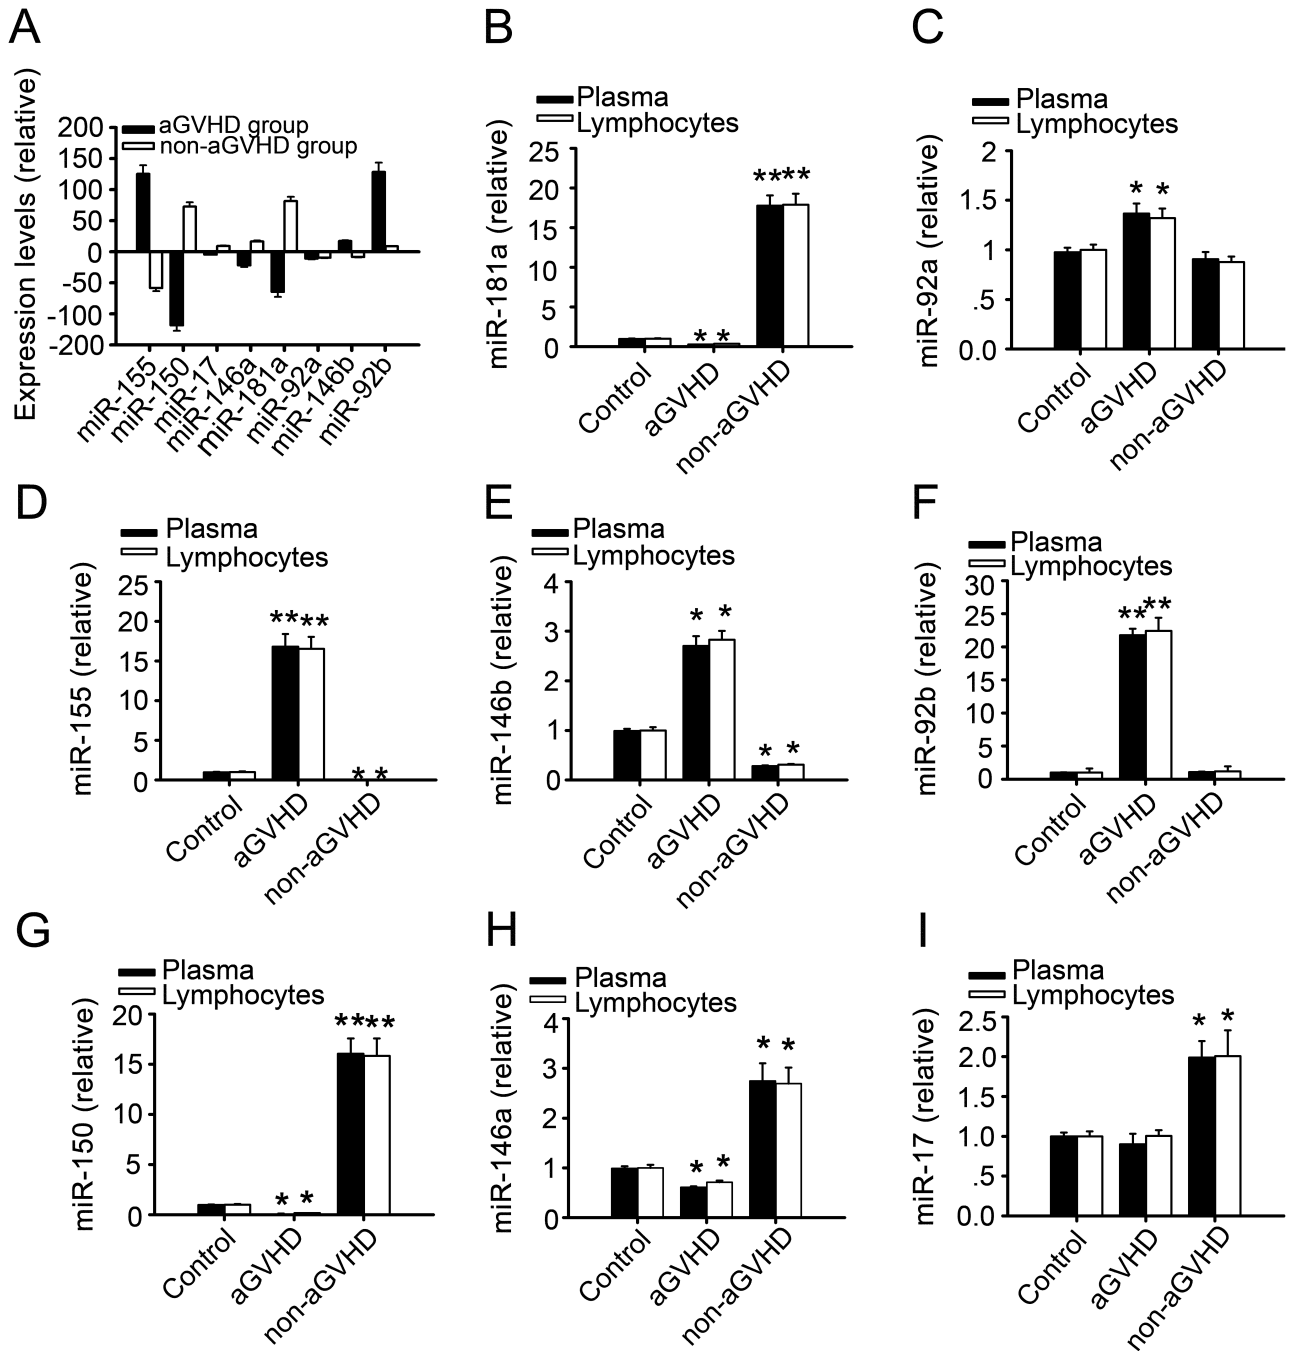 A
Expression levels (relative)
aGVHD group
non-aGVHD group
200
150
100
50
0
-50
-100
-200
miR-155
miR-150
miR-17
miR-146a
miR-181a
miR-92a
miR-146b
miR-92b
B
Plasma
Lymphocytes
miR-181a (relative)
25
20
15
10
5
0
** **
* *
Control
aGVHD
non-aGVHD
C
Plasma
Lymphocytes
miR-92a (relative)
2
1.5
1
.5
0.0
* *
Control
aGVHD
non-aGVHD
D
Plasma
Lymphocytes
miR-155 (relative)
25
20
15
10
5
0
** **
* *
Control
aGVHD
non-aGVHD
E
Plasma
Lymphocytes
miR-146b (relative)
4
3
2
1
0
* *
* *
Control
aGVHD
non-aGVHD
F
Plasma
Lymphocytes
miR-92b (relative)
30
25
20
15
10
5
0
** **
Control
aGVHD
non-aGVHD
G
Plasma
Lymphocytes
miR-150 (relative)
20
15
10
5
0
** **
* *
Control
aGVHD
non-aGVHD
H
Plasma
Lymphocytes
miR-146a (relative)
4
3
2
1
0
* *
* *
Control
aGVHD
non-aGVHD
I
Plasma
Lymphocytes
miR-17 (relative)
2.5
2.0
1.5
1.0
.5
0.0
* *
Control
aGVHD
non-aGVHD